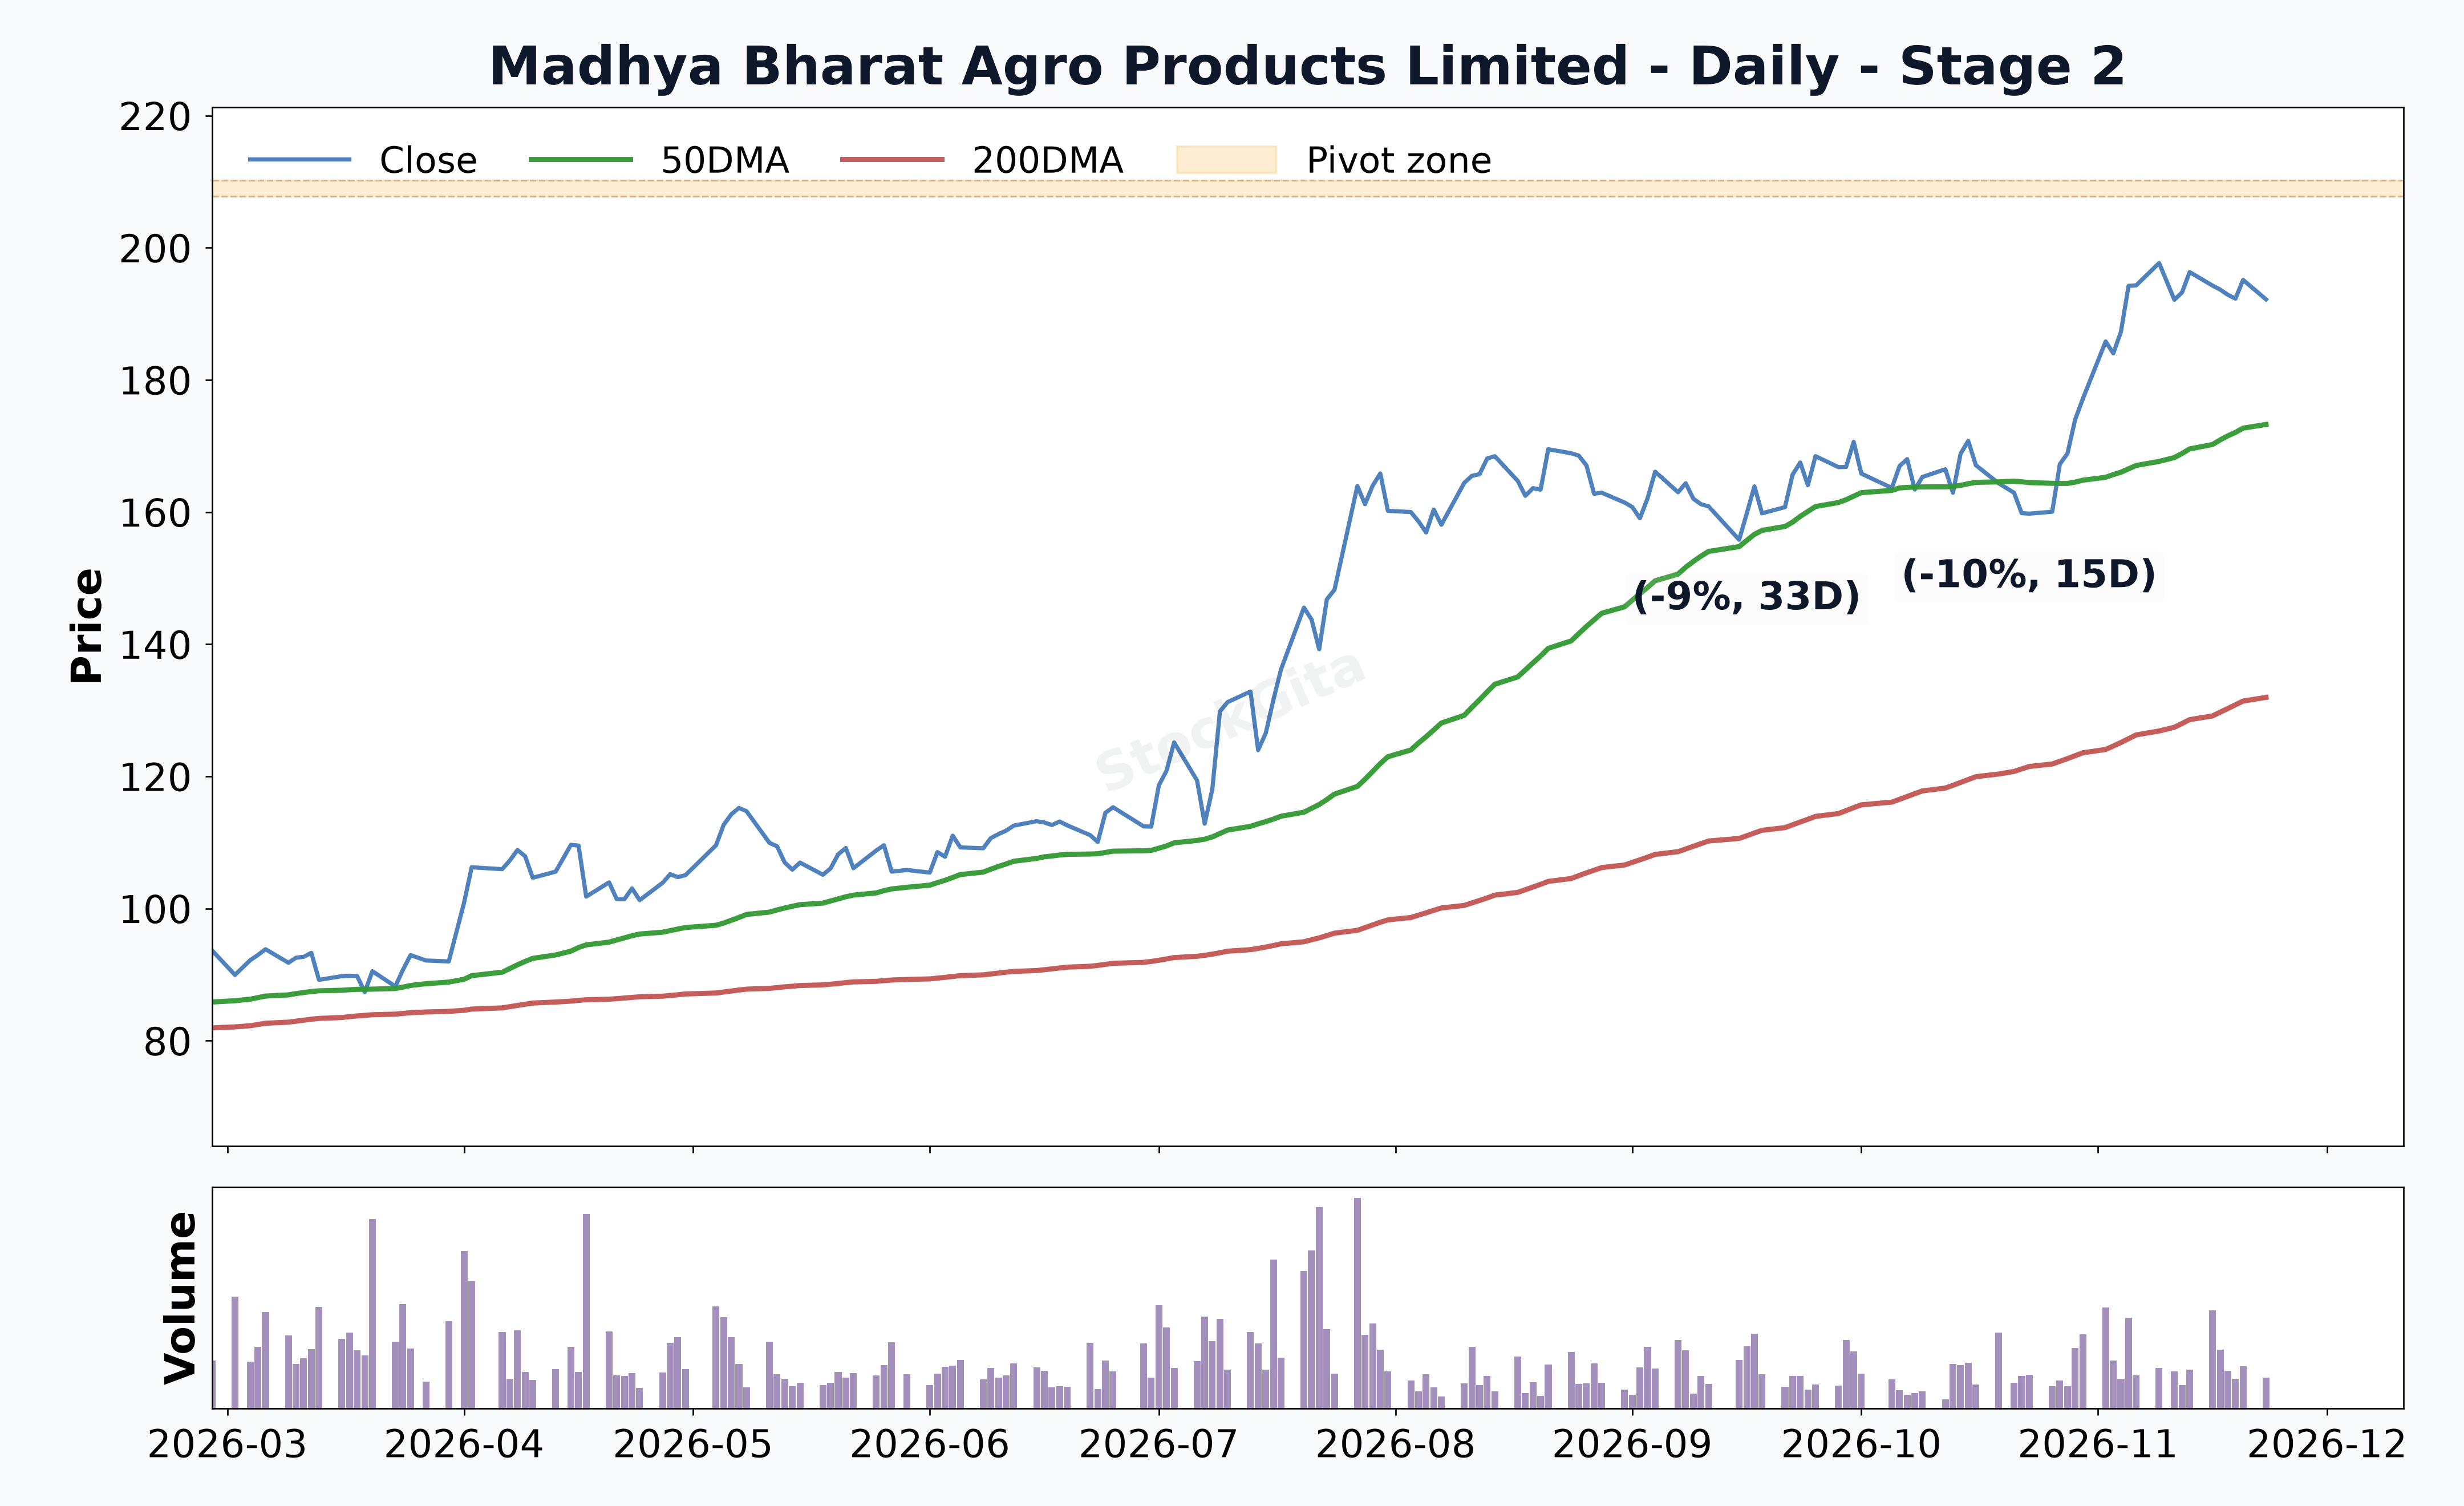 Madhya Bharat Agro Products Limited - Daily - Stage 2
Close 50DMA 200DMA Pivot zone
Price
220
200
180
160
140
120
100
80
(-9%, 33D)
(-10%, 15D)
StockGita
Volume
2026-03 2026-04 2026-05 2026-06 2026-07 2026-08 2026-09 2026-10 2026-11 2026-12